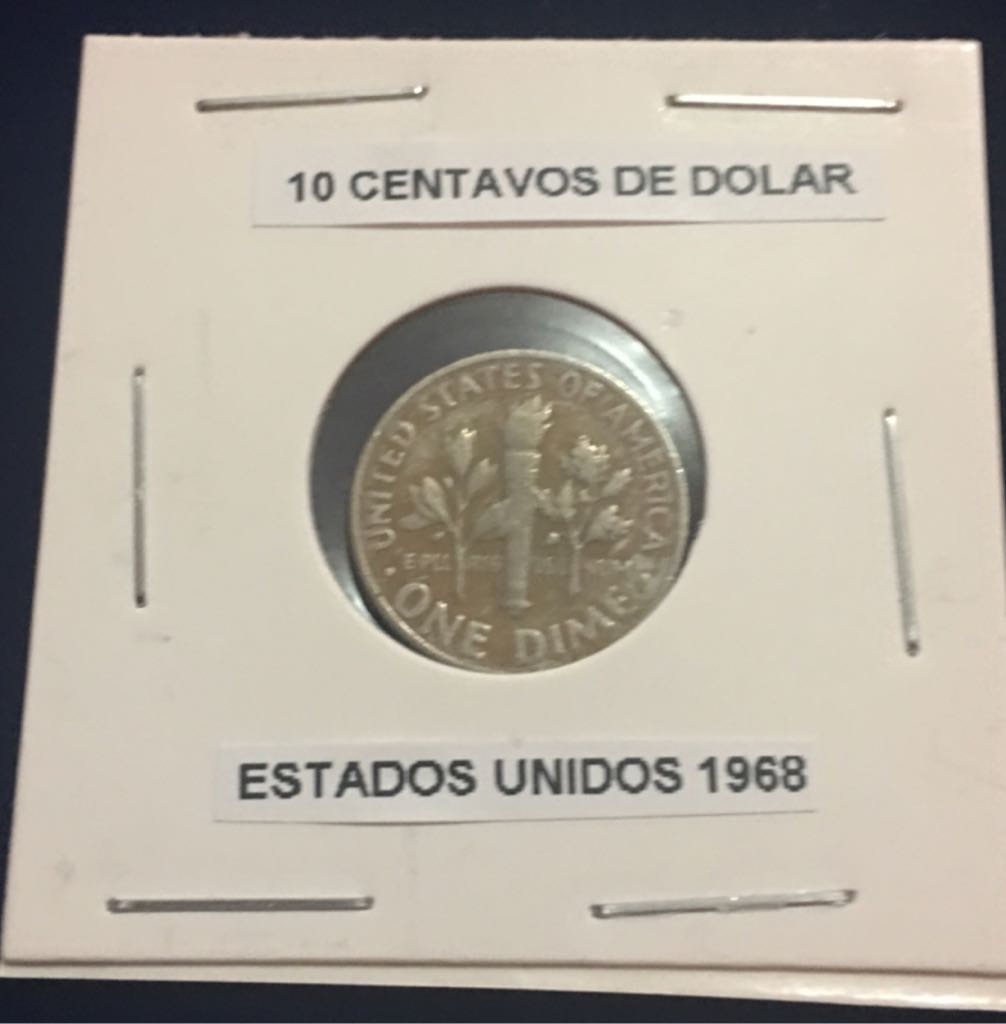 10 CENTAVOS DE DOLAR
UNITED STATES OF AMERICA
E PLURIBUS UNUM
ONE DIME
ESTADOS UNIDOS 1968